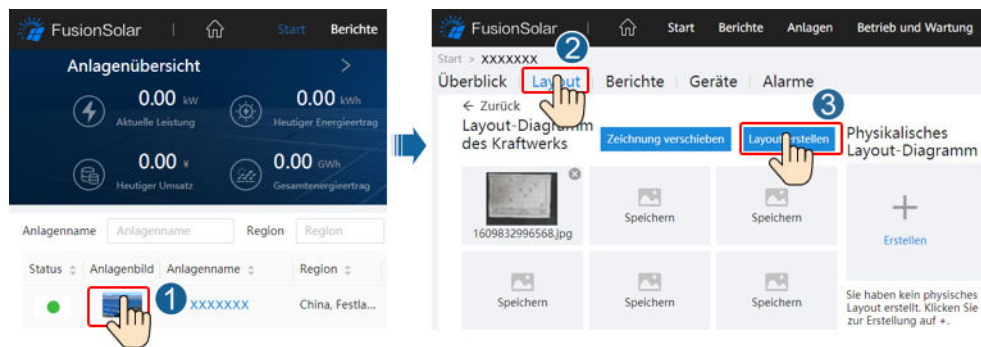 FusionSolar
Start
Berichte
Anlagenübersicht
>
0.00 kW
Aktuelle Leistung
0.00 kWh
Heutiger Energieertrag
0.00 ¥
Heutiger Umsatz
0.00 GWh
Gesamtenergieertrag
Anlagenname
Anlagenname
Region
Region
Status
Anlagenbild
Anlagenname
Region
1
XXXXXXX
China, Festla...
FusionSolar
Start
Berichte
Anlagen
Betrieb und Wartung
2
Start > XXXXXXX
Überblick
Layout
Berichte
Geräte
Alarme
3
← Zurück
Layout-Diagramm
des Kraftwerks
Zeichnung verschieben
Layout erstellen
Physikalisches
Layout-Diagramm
1609832996568.jpg
Speichern
Speichern
+
Erstellen
Speichern
Speichern
Speichern
Sie haben kein physisches
Layout erstellt. Klicken Sie
zur Erstellung auf +.